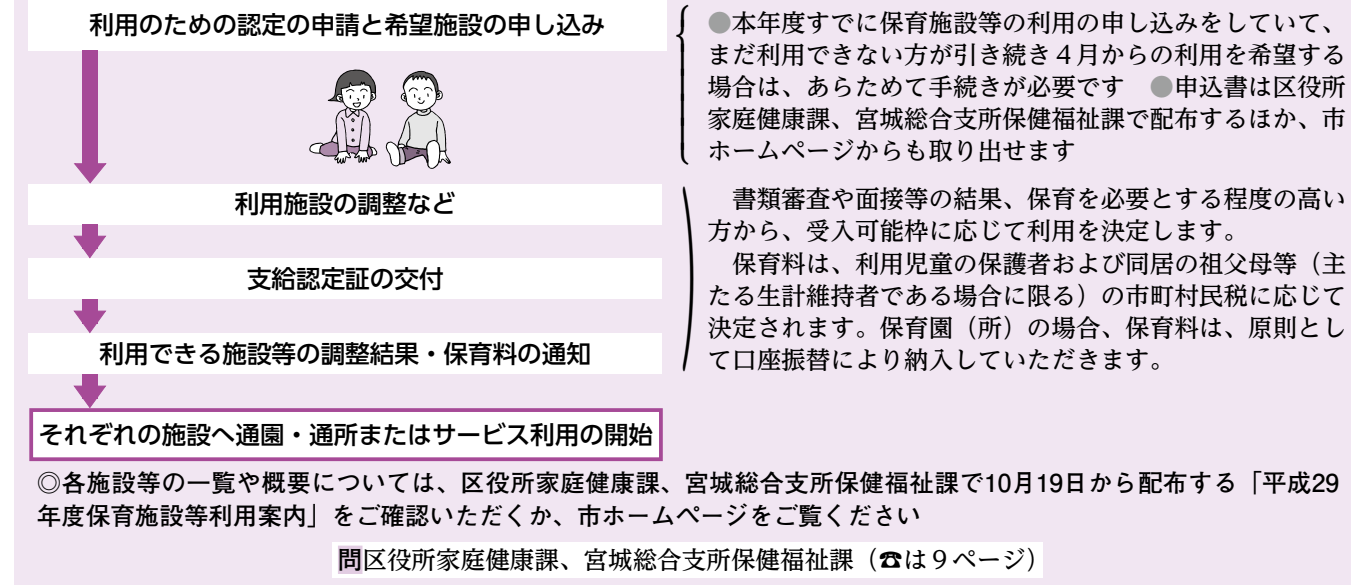 利用のための認定の申請と希望施設の申し込み
●本年度すでに保育施設等の利用の申し込みをしていて、
まだ利用できない方が引き続き４月からの利用を希望する
場合は、あらためて手続きが必要です　●申込書は区役所
家庭健康課、宮城総合支所保健福祉課で配布するほか、市
ホームページからも取り出せます
利用施設の調整など
支給認定証の交付
利用できる施設等の調整結果・保育料の通知
　書類審査や面接等の結果、保育を必要とする程度の高い
方から、受入可能枠に応じて利用を決定します。
　保育料は、利用児童の保護者および同居の祖父母等（主
たる生計維持者である場合に限る）の市町村民税に応じて
決定されます。保育園（所）の場合、保育料は、原則とし
て口座振替により納入していただきます。
それぞれの施設へ通園・通所またはサービス利用の開始
◎各施設等の一覧や概要については、区役所家庭健康課、宮城総合支所保健福祉課で10月19日から配布する「平成29
年度保育施設等利用案内」をご確認いただくか、市ホームページをご覧ください
問区役所家庭健康課、宮城総合支所保健福祉課（☎は９ページ）